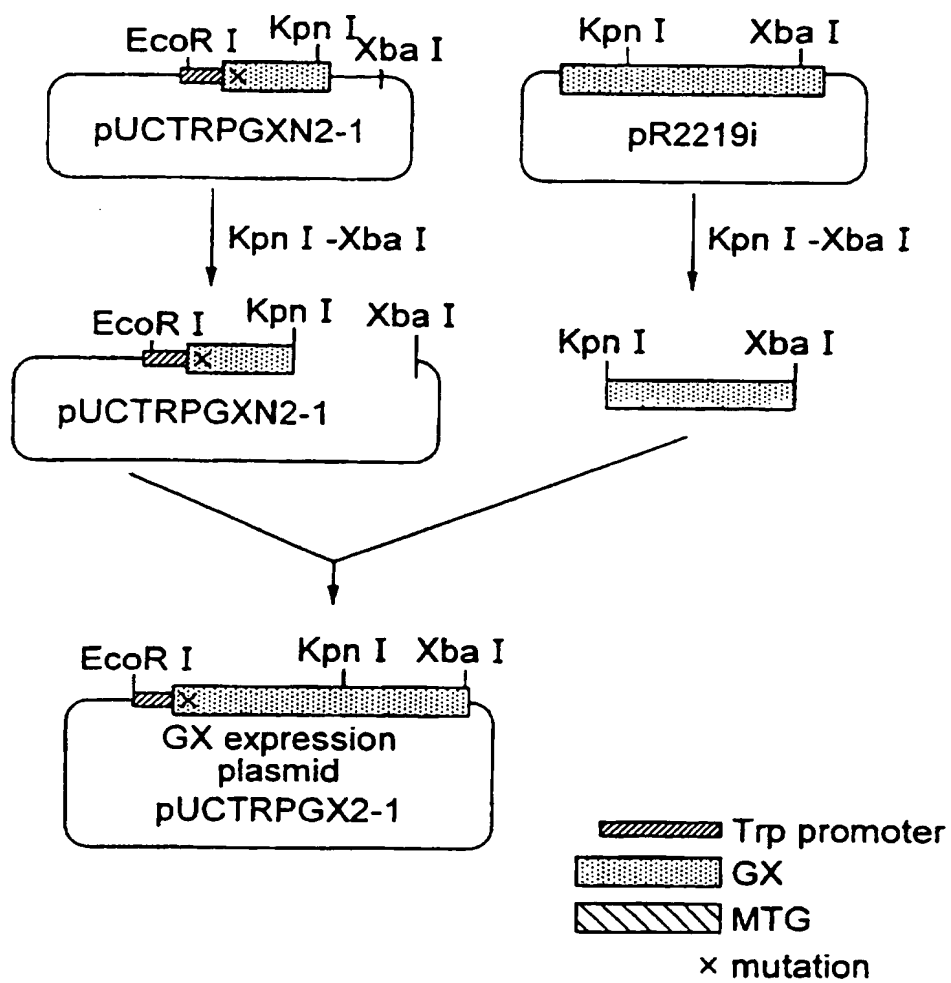 EcoR I Kpn I Xba I
pUCTRPGXN2-1
Kpn I Xba I
pR2219i
Kpn I -Xba I
Kpn I -Xba I
EcoR I Kpn I Xba I
pUCTRPGXN2-1
Kpn I Xba I
EcoR I Kpn I Xba I
GX expression
plasmid
pUCTRPGX2-1
Trp promoter
GX
MTG
× mutation